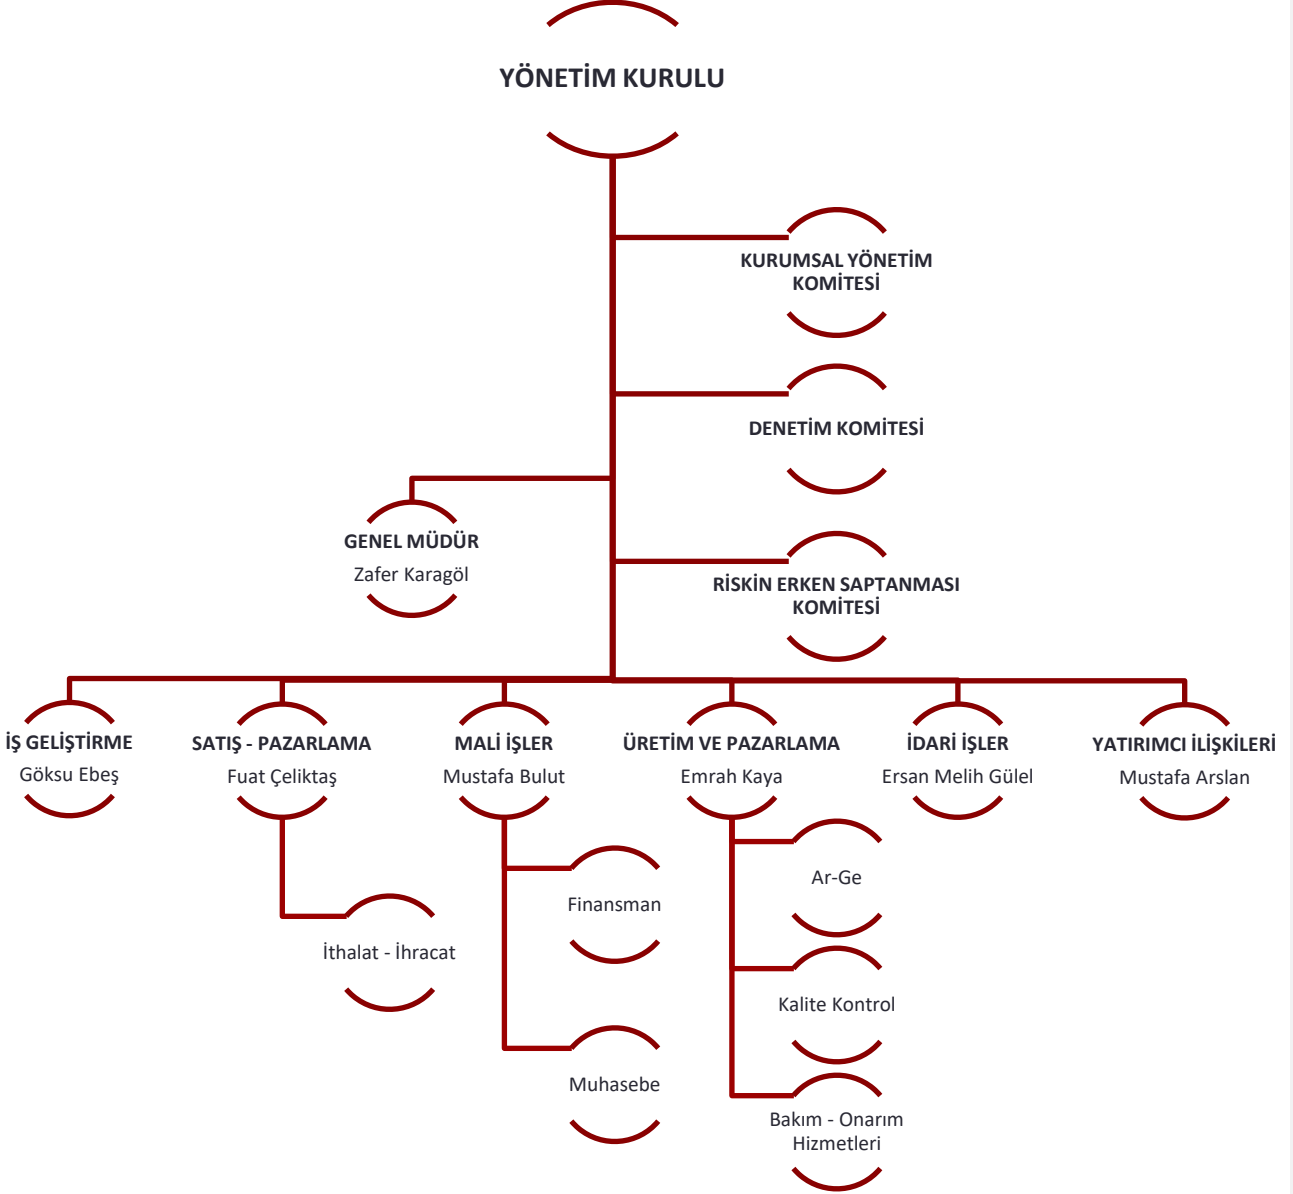 YÖNETİM KURULU
KURUMSAL YÖNETİM
KOMİTESİ
DENETİM KOMİTESİ
GENEL MÜDÜR
Zafer Karagöl
RİSKİN ERKEN SAPTANMASI
KOMİTESİ
İŞ GELİŞTİRME
Göksu Ebeş
SATIŞ - PAZARLAMA
Fuat Çeliktaş
MALİ İŞLER
Mustafa Bulut
ÜRETİM VE PAZARLAMA
Emrah Kaya
İDARİ İŞLER
Ersan Melih Gülel
YATIRIMCI İLİŞKİLERİ
Mustafa Arslan
İthalat - İhracat
Finansman
Muhasebe
Ar-Ge
Kalite Kontrol
Bakım - Onarım
Hizmetleri